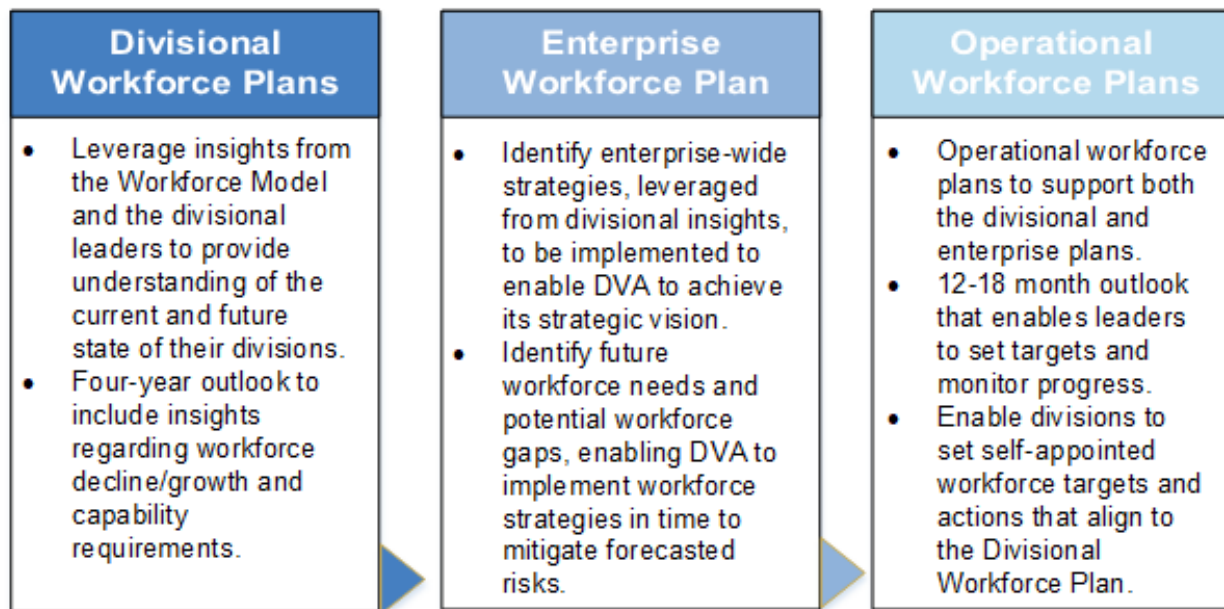 Divisional
Workforce Plans
• Leverage insights from
the Workforce Model
and the divisional
leaders to provide
understanding of the
current and future
state of their divisions.
• Four-year outlook to
include insights
regarding workforce
decline/growth and
capability
requirements.
Enterprise
Workforce Plan
• Identify enterprise-wide
strategies, leveraged
from divisional insights,
to be implemented to
enable DVA to achieve
its strategic vision.
• Identify future
workforce needs and
potential workforce
gaps, enabling DVA to
implement workforce
strategies in time to
mitigate forecasted
risks.
Operational
Workforce Plans
• Operational workforce
plans to support both
the divisional and
enterprise plans.
• 12-18 month outlook
that enables leaders
to set targets and
monitor progress.
• Enable divisions to
set self-appointed
workforce targets and
actions that align to
the Divisional
Workforce Plan.